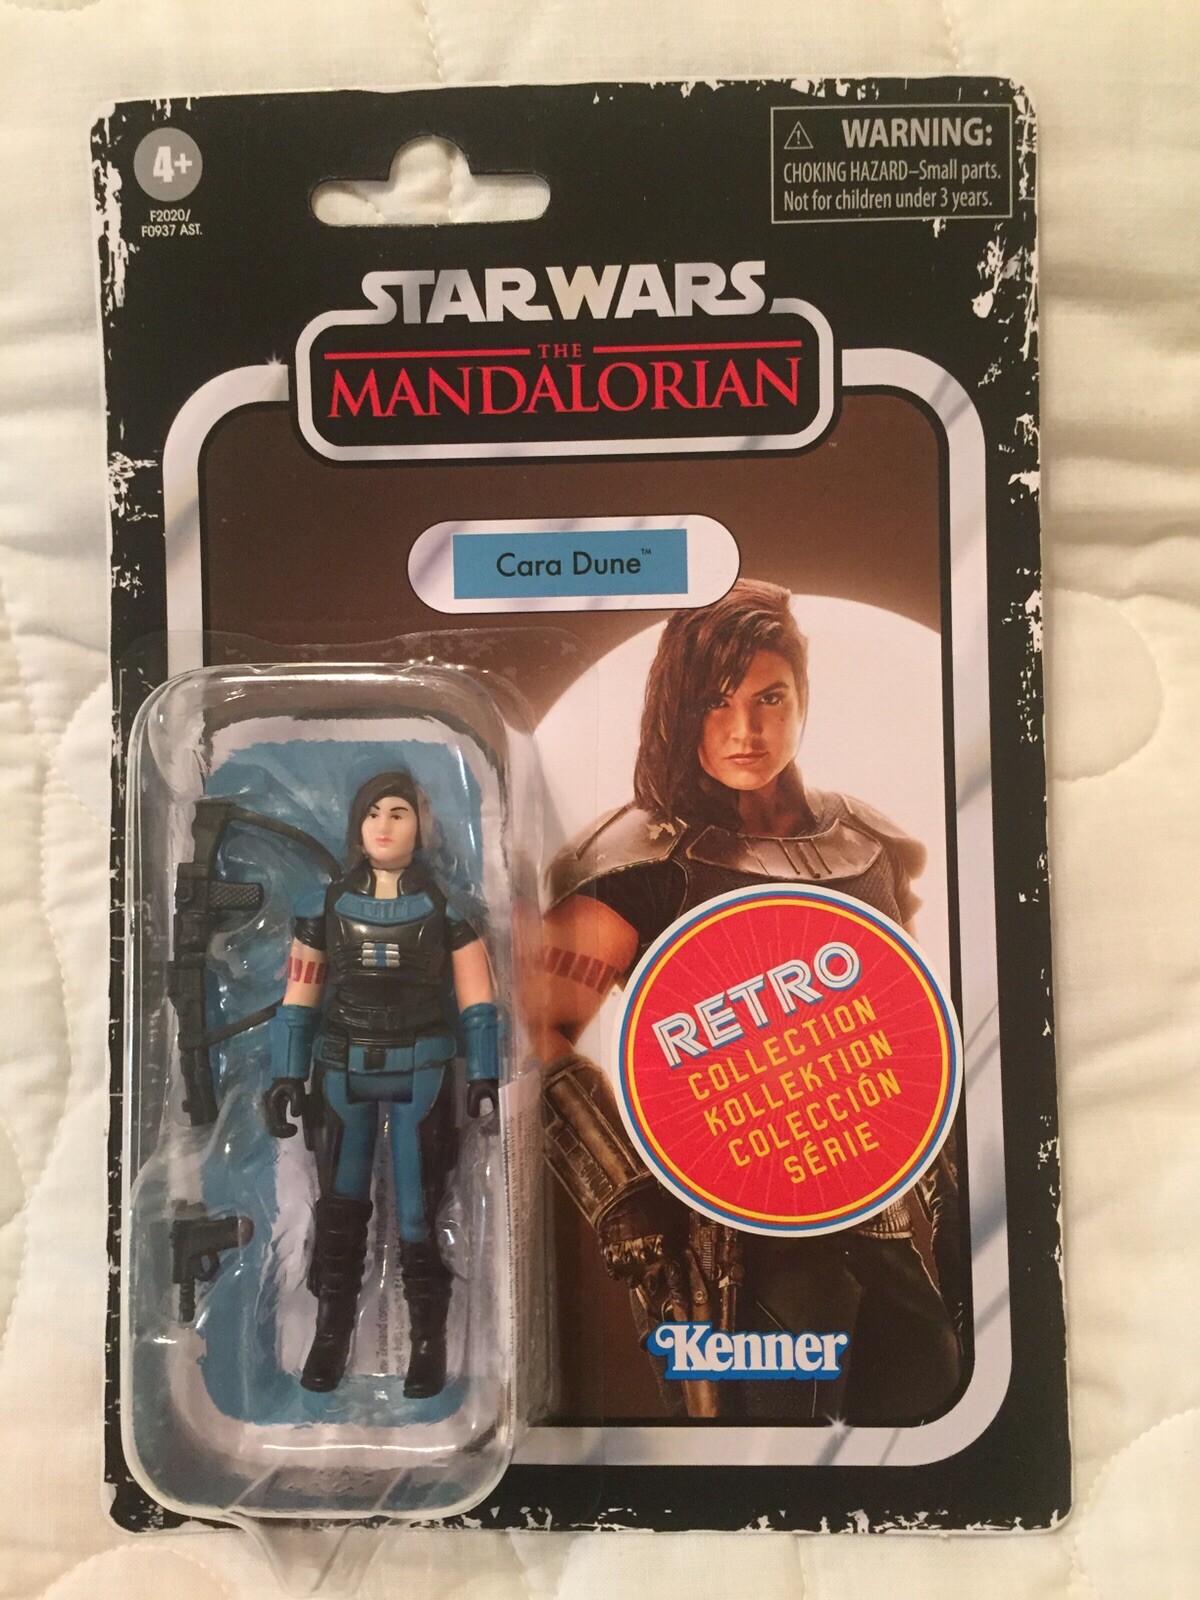 4+
F2020/
F0937 AST.
WARNING:
CHOKING HAZARD–Small parts.
Not for children under 3 years.
STAR WARS
THE
MANDALORIAN
™
Cara Dune™
RETRO
COLLECTION
KOLLEKTION
COLECCIÓN
SÉRIE
Kenner